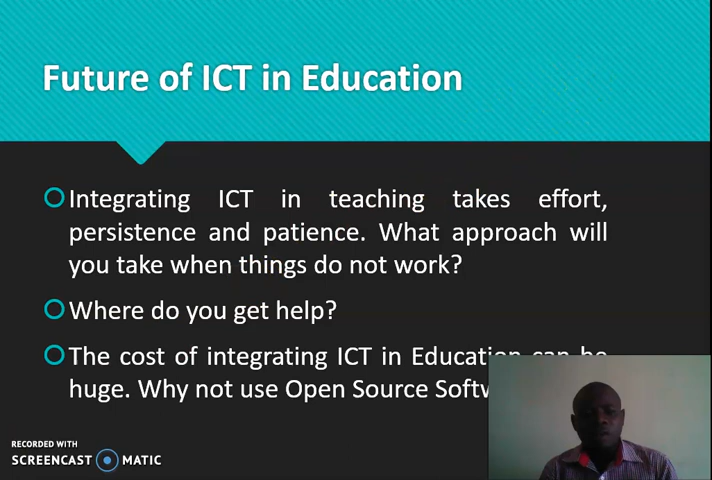 Future of ICT in Education
Integrating ICT in teaching takes effort,
persistence and patience. What approach will
you take when things do not work?
Where do you get help?
The cost of integrating ICT in Education can be
huge. Why not use Open Source
RECORDED WITH
SCREENCAST MATIC